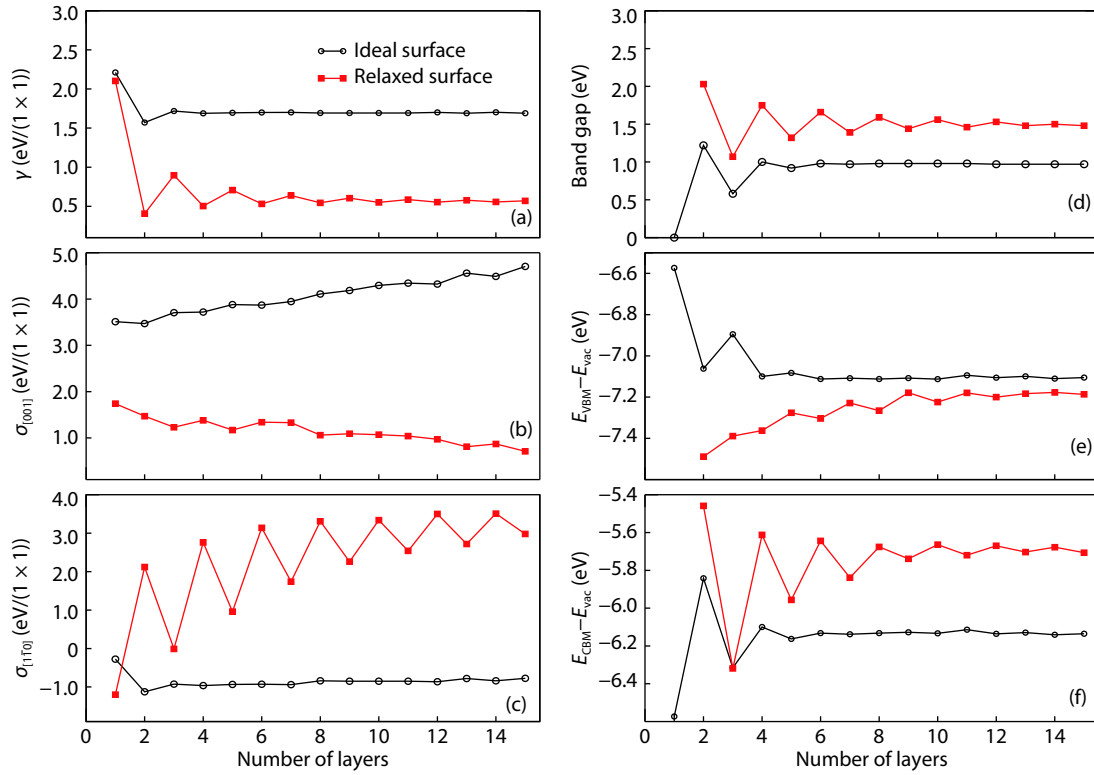 3.0
2.5
2.0
1.5
1.0
0.5
γ (eV/(1 × 1))
Ideal surface
Relaxed surface
(a)
5.0
4.0
3.0
2.0
1.0
σ[001] (eV/(1 × 1))
(b)
4.0
3.0
2.0
1.0
0
−1.0
σ[11̄0] (eV/(1 × 1))
(c)
0 2 4 6 8 10 12 14
Number of layers
3.0
2.5
2.0
1.5
1.0
0.5
0
Band gap (eV)
(d)
−6.6
−6.8
−7.0
−7.2
−7.4
EVBM−Evac (eV)
(e)
−5.4
−5.6
−5.8
−6.0
−6.2
−6.4
ECBM−Evac (eV)
(f)
0 2 4 6 8 10 12 14
Number of layers